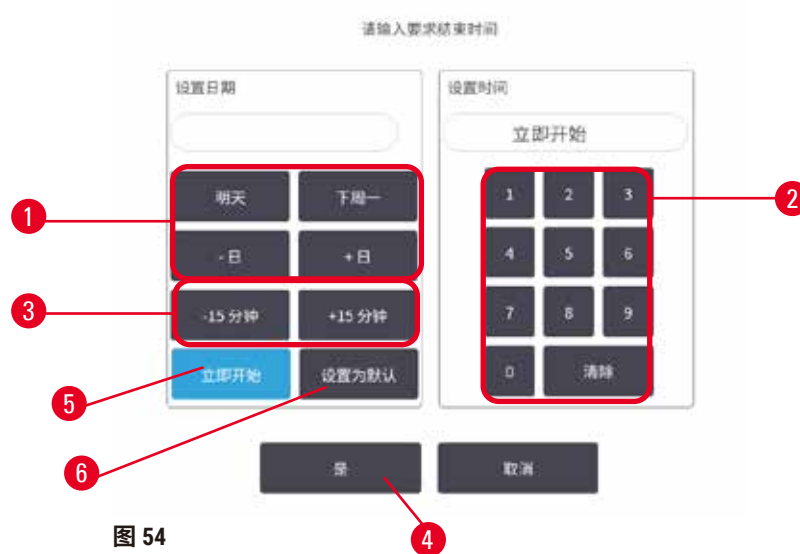 请输入要求结束时间
设置日期
设置时间
立即开始
明天 下周一
- 日 + 日
-15 分钟 +15 分钟
立即开始 设置为默认
1 2 3
4 5 6
7 8 9
0 清除
是 取消
1
2
3
5
6
4
图 54